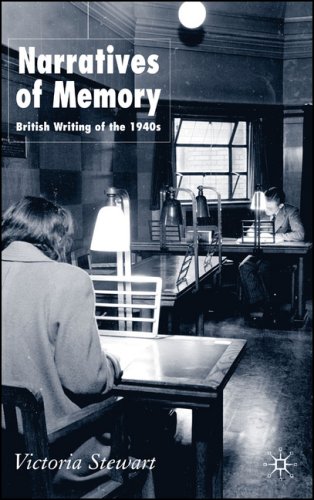 Narratives
of Memory
British Writing of the 1940s
Victoria Stewart